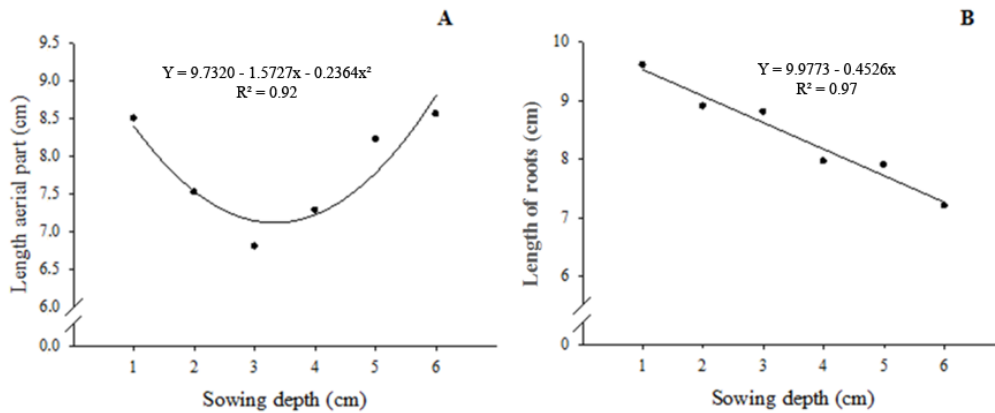 A
9.5
9.0
8.5
8.0
7.5
7.0
6.5
6.0
0.0
Length aerial part (cm)
Y = 9.7320 - 1.5727x - 0.2364x²
R² = 0.92
1 2 3 4 5 6
Sowing depth (cm)
B
10
9
8
7
6
0
Length of roots (cm)
Y = 9.9773 - 0.4526x
R² = 0.97
1 2 3 4 5 6
Sowing depth (cm)